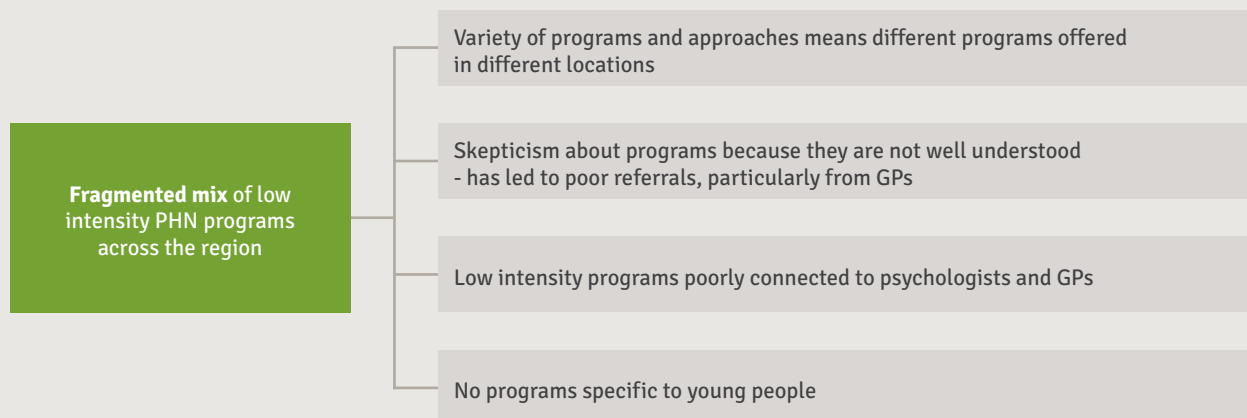 Variety of programs and approaches means different programs offered
in different locations
Skepticism about programs because they are not well understood
- has led to poor referrals, particularly from GPs
Fragmented mix of low
intensity PHN programs
across the region
Low intensity programs poorly connected to psychologists and GPs
No programs specific to young people